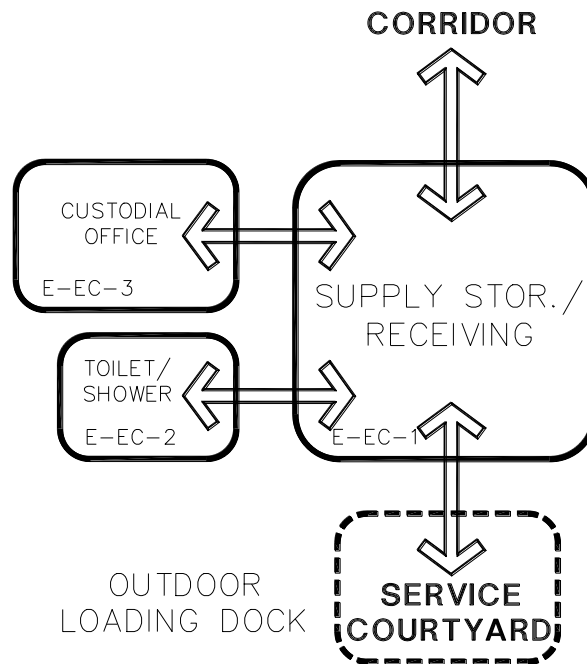 CORRIDOR
CUSTODIAL
OFFICE
E-EC-3
SUPPLY STOR./
RECEIVING
TOILET/
SHOWER
E-EC-2
E-EC-1
OUTDOOR
LOADING DOCK
SERVICE
COURTYARD